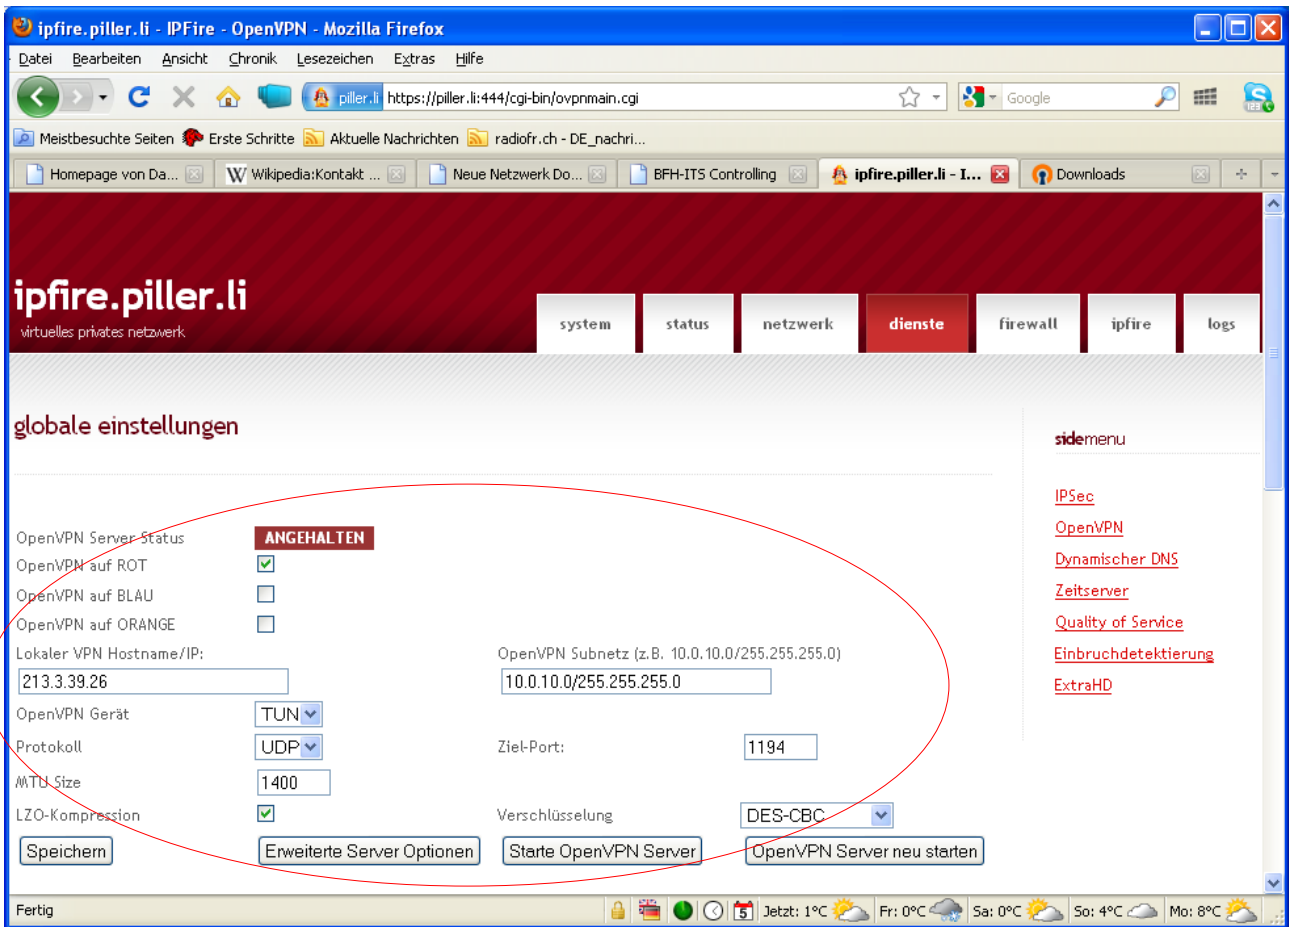 ipfire.piller.li - IPFire - OpenVPN - Mozilla Firefox
Datei Bearbeiten Ansicht Chronik Lesezeichen Extras Hilfe
piller.li https://piller.li:444/cgi-bin/ovpnmain.cgi Google
Meistbesuchte Seiten Erste Schritte Aktuelle Nachrichten radiofr.ch - DE_nachri...
Homepage von Da... W Wikipedia:Kontakt ... Neue Netzwerk Do... BFH-ITS Controlling ipfire.piller.li - I... Downloads
ipfire.piller.li
virtuelles privates netzwerk
system status netzwerk dienste firewall ipfire logs
globale einstellungen
sidemenu
IPSec
OpenVPN
Dynamischer DNS
Zeitserver
Quality of Service
Einbruchdetektierung
ExtraHD
OpenVPN Server Status ANGEHALTEN
OpenVPN auf ROT
OpenVPN auf BLAU
OpenVPN auf ORANGE
Lokaler VPN Hostname/IP: OpenVPN Subnetz (z.B. 10.0.10.0/255.255.255.0)
213.3.39.26 10.0.10.0/255.255.255.0
OpenVPN Gerät TUN
Protokoll UDP Ziel-Port: 1194
MTU Size 1400
LZO-Kompression Verschlüsselung DES-CBC
Speichern Erweiterte Server Optionen Starte OpenVPN Server OpenVPN Server neu starten
Fertig 5 Jetzt: 1°C Fr: 0°C Sa: 0°C So: 4°C Mo: 8°C